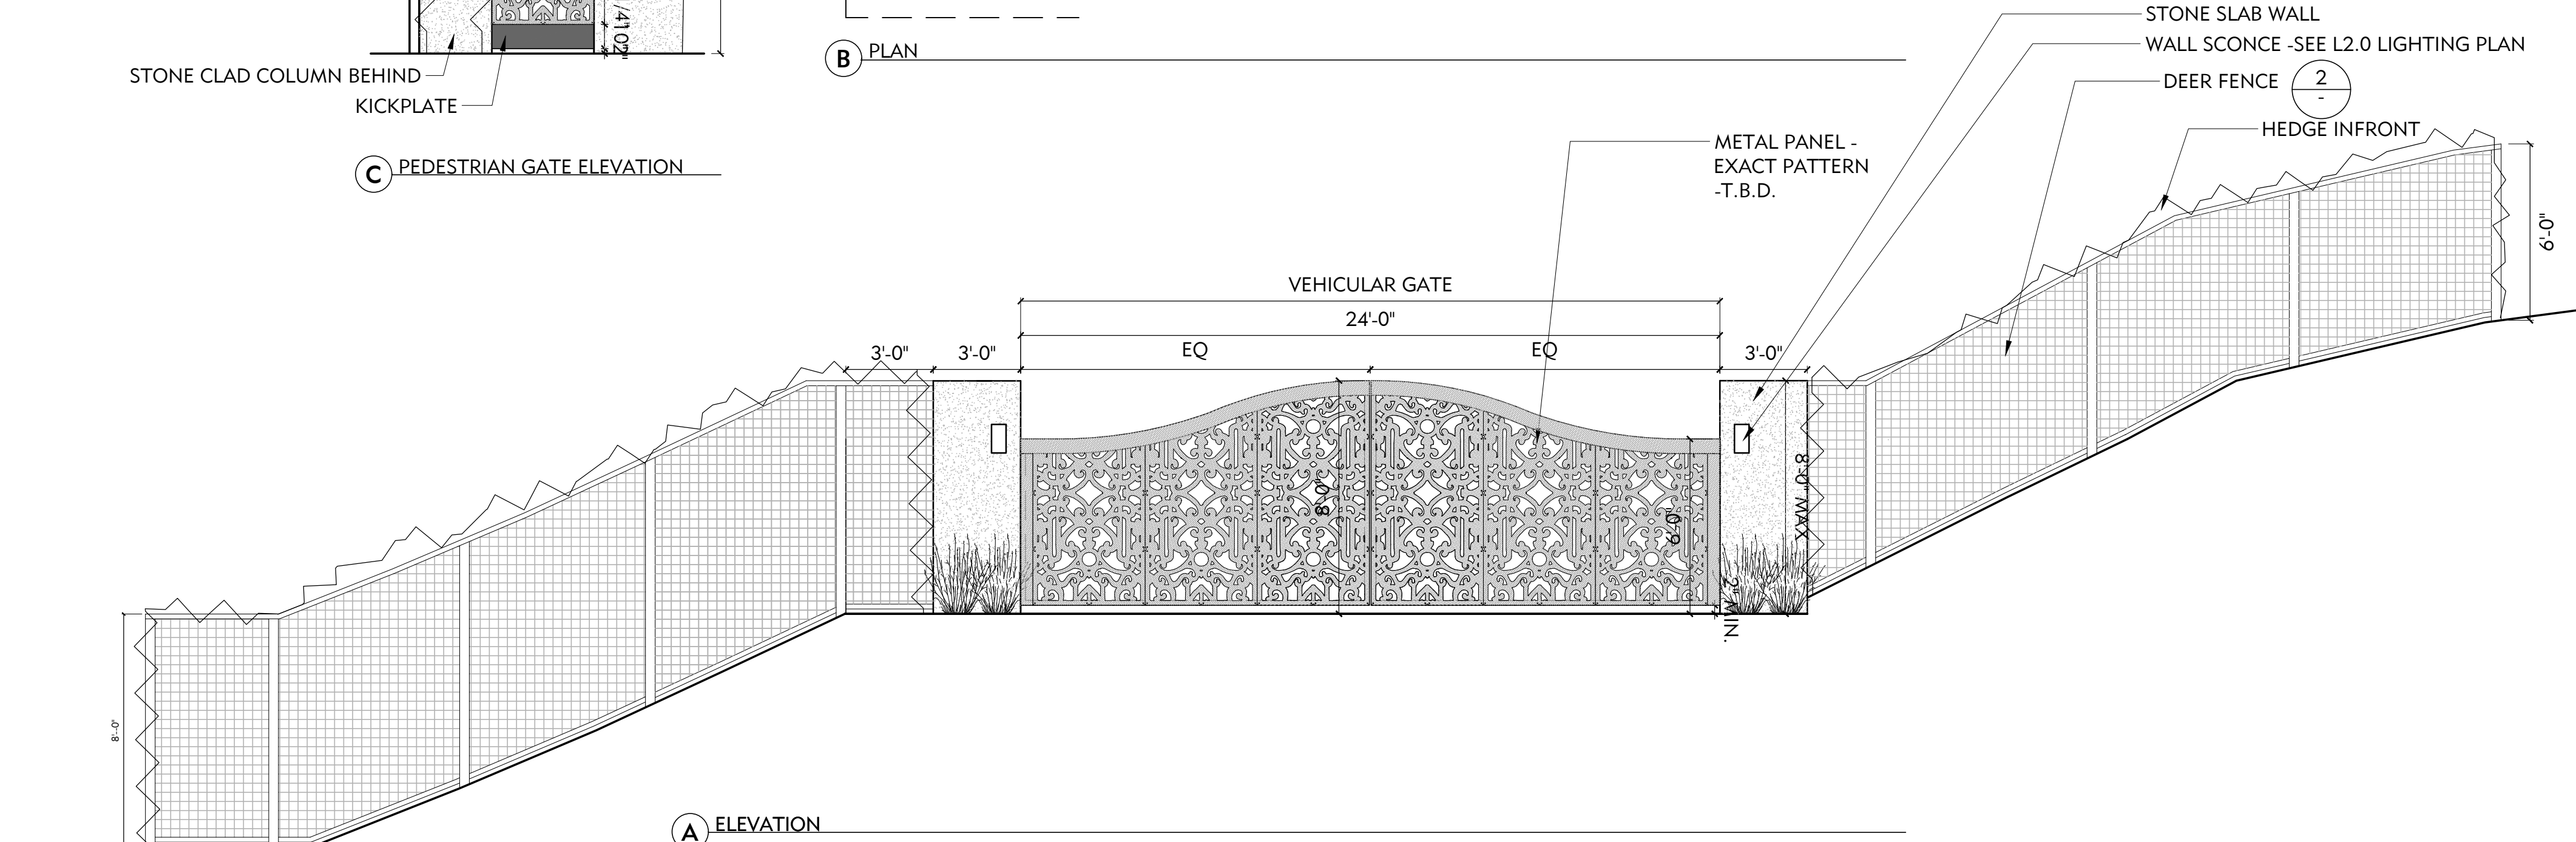 STONE SLAB WALL
WALL SCONCE -SEE L2.0 LIGHTING PLAN
DEER FENCE
2
-
HEDGE INFRONT
STONE CLAD COLUMN BEHIND
KICKPLATE
B PLAN
C PEDESTRIAN GATE ELEVATION
METAL PANEL -
EXACT PATTERN
-T.B.D.
6'-0"
VEHICULAR GATE
24'-0"
3'-0"
3'-0"
EQ
EQ
3'-0"
8'-0"
6'-0"
8'-0" MAX
2" MIN.
8'-0"
A ELEVATION